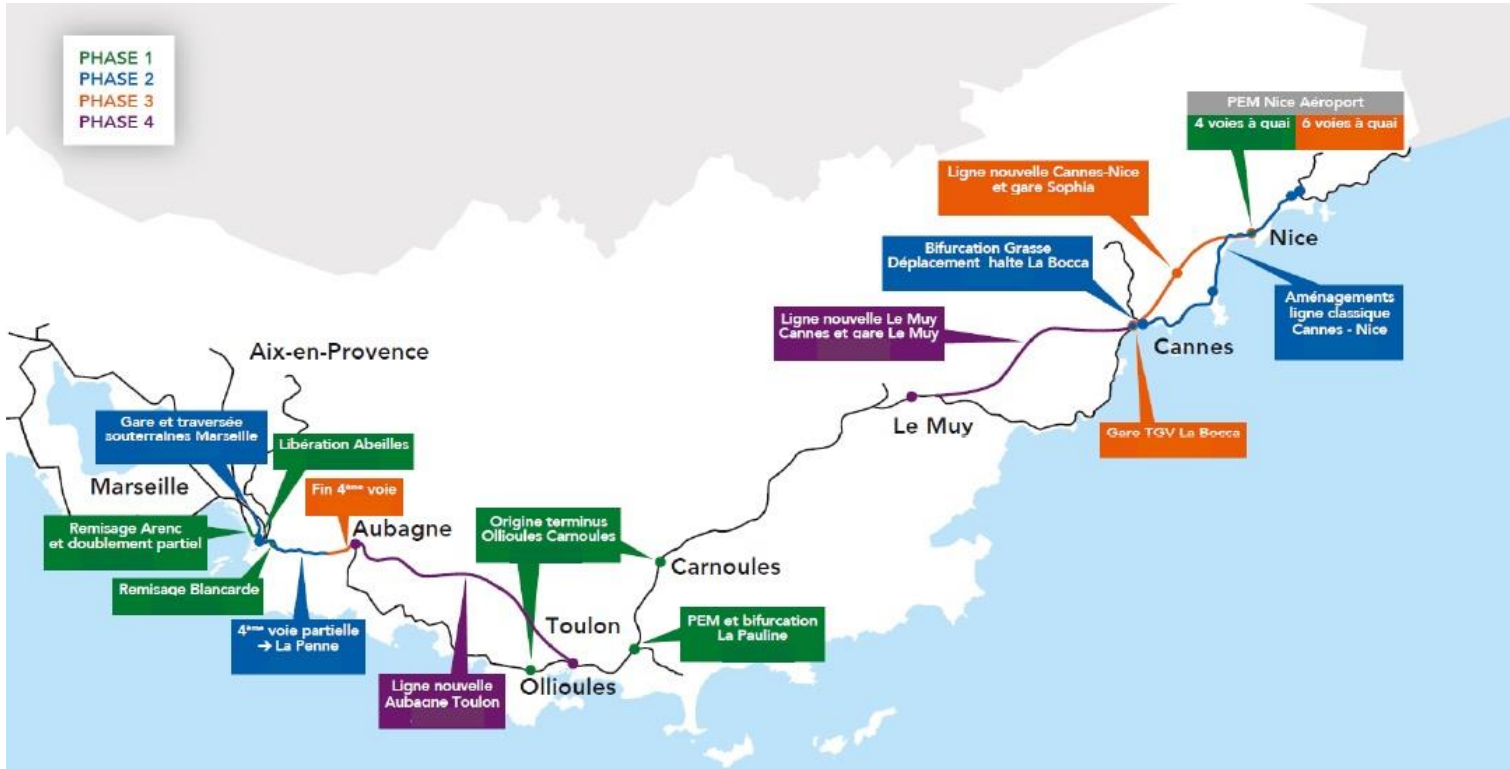 PHASE 1
PHASE 2
PHASE 3
PHASE 4
PEM Nice Aéroport
4 voies à quai
6 voies à quai
Ligne nouvelle Cannes-Nice
et gare Sophia
Nice
Bifurcation Grasse
Déplacement halte La Bocca
Aménagements
ligne classique
Cannes - Nice
Ligne nouvelle Le Muy
Cannes et gare Le Muy
Cannes
Aix-en-Provence
Le Muy
Gare TGV La Bocca
Gare et traversée
souterraines Marseille
Libération Abeilles
Marseille
Fin 4ème voie
Aubagne
Remisage Arenc
et doublement partiel
Origine terminus
Ollioules Carnoules
Carnoules
Remisage Blancarde
4ème voie partielle
→ La Penne
Toulon
PEM et bifurcation
La Pauline
Ligne nouvelle
Aubagne Toulon
Ollioules